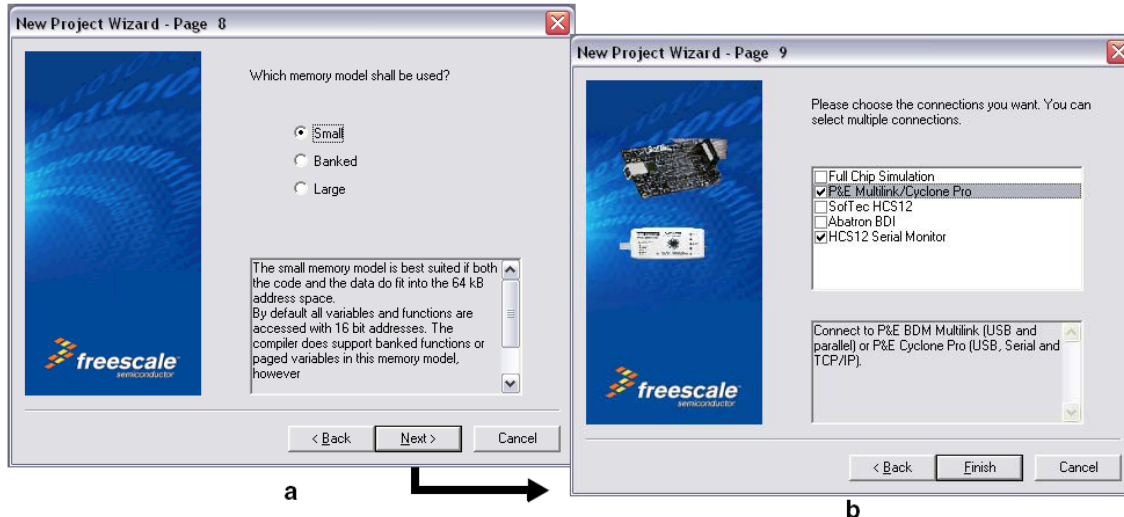 New Project Wizard - Page 8
Which memory model shall be used?
Small
Banked
Large
The small memory model is best suited if both
the code and the data do fit into the 64 kB
address space.
By default all variables and functions are
accessed with 16 bit addresses. The
compiler does support banked functions or
paged variables in this memory model,
however
freescale
semiconductor
< Back
Next >
Cancel
a
New Project Wizard - Page 9
Please choose the connections you want. You can
select multiple connections.
Full Chip Simulation
P&E Multilink/Cyclone Pro
SofTec HCS12
Abatron BDI
HCS12 Serial Monitor
Connect to P&E BDM Multilink (USB and
parallel) or P&E Cyclone Pro (USB, Serial and
TCP/IP).
freescale
semiconductor
< Back
Finish
Cancel
b